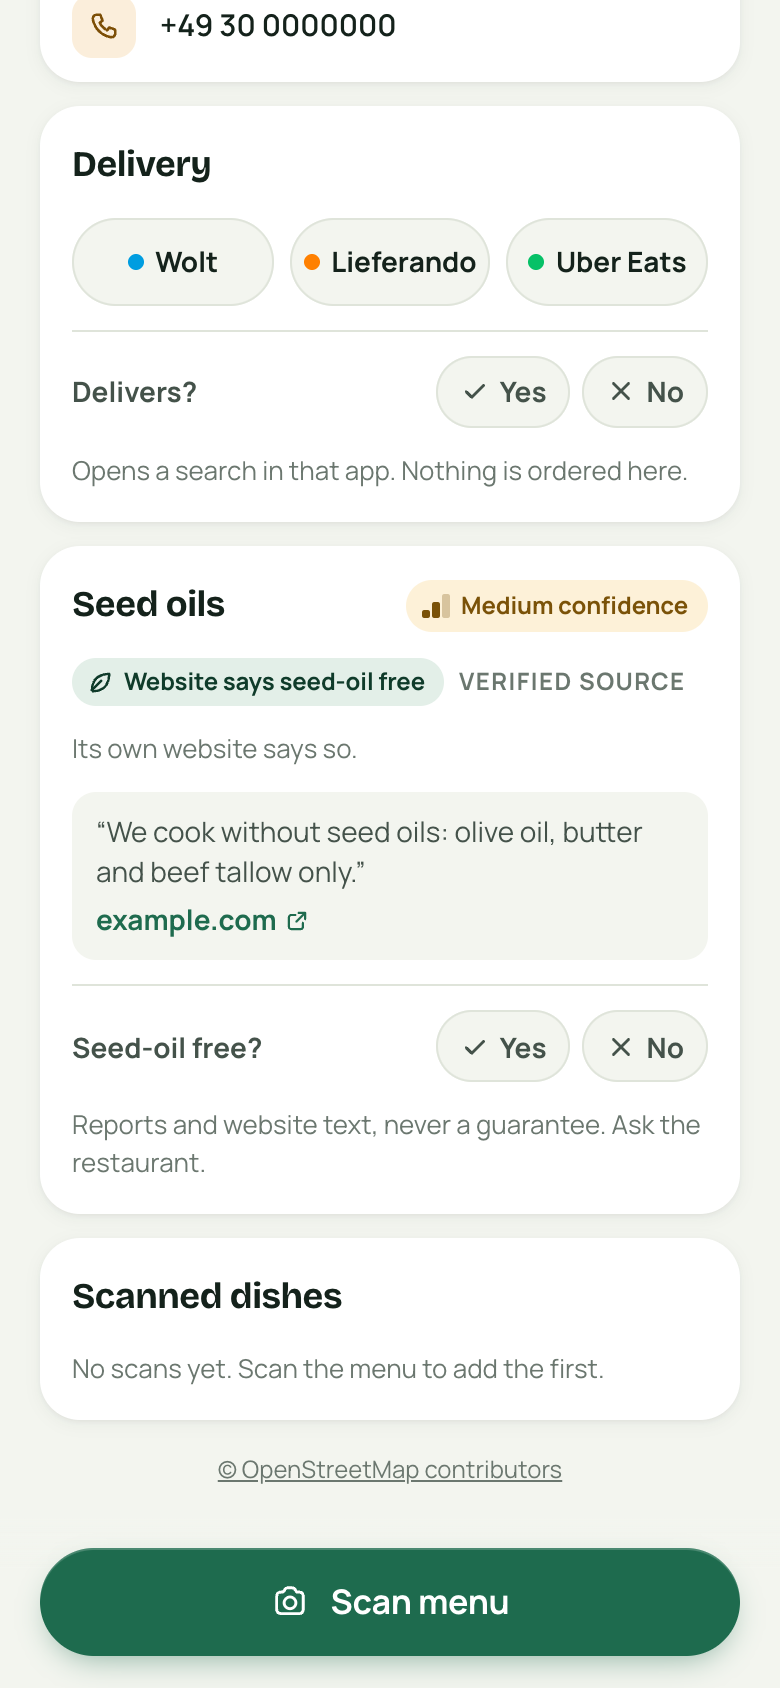 +49 30 0000000
Delivery
Wolt
Lieferando
Uber Eats
Delivers?
Yes
No
Opens a search in that app. Nothing is ordered here.
Seed oils
Medium confidence
Website says seed-oil free
VERIFIED SOURCE
Its own website says so.
“We cook without seed oils: olive oil, butter
and beef tallow only.”
example.com
Seed-oil free?
Yes
No
Reports and website text, never a guarantee. Ask the
restaurant.
Scanned dishes
No scans yet. Scan the menu to add the first.
© OpenStreetMap contributors
Scan menu